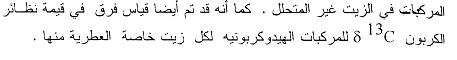 المركبات في الزيت غير المتحلل . كما أنه قد تم أيضا قياس فرق في قيمة نظائر
الكربون δ 13C للمركبات الهيدوكربونيه لكل زيت خاصة العطرية منها .